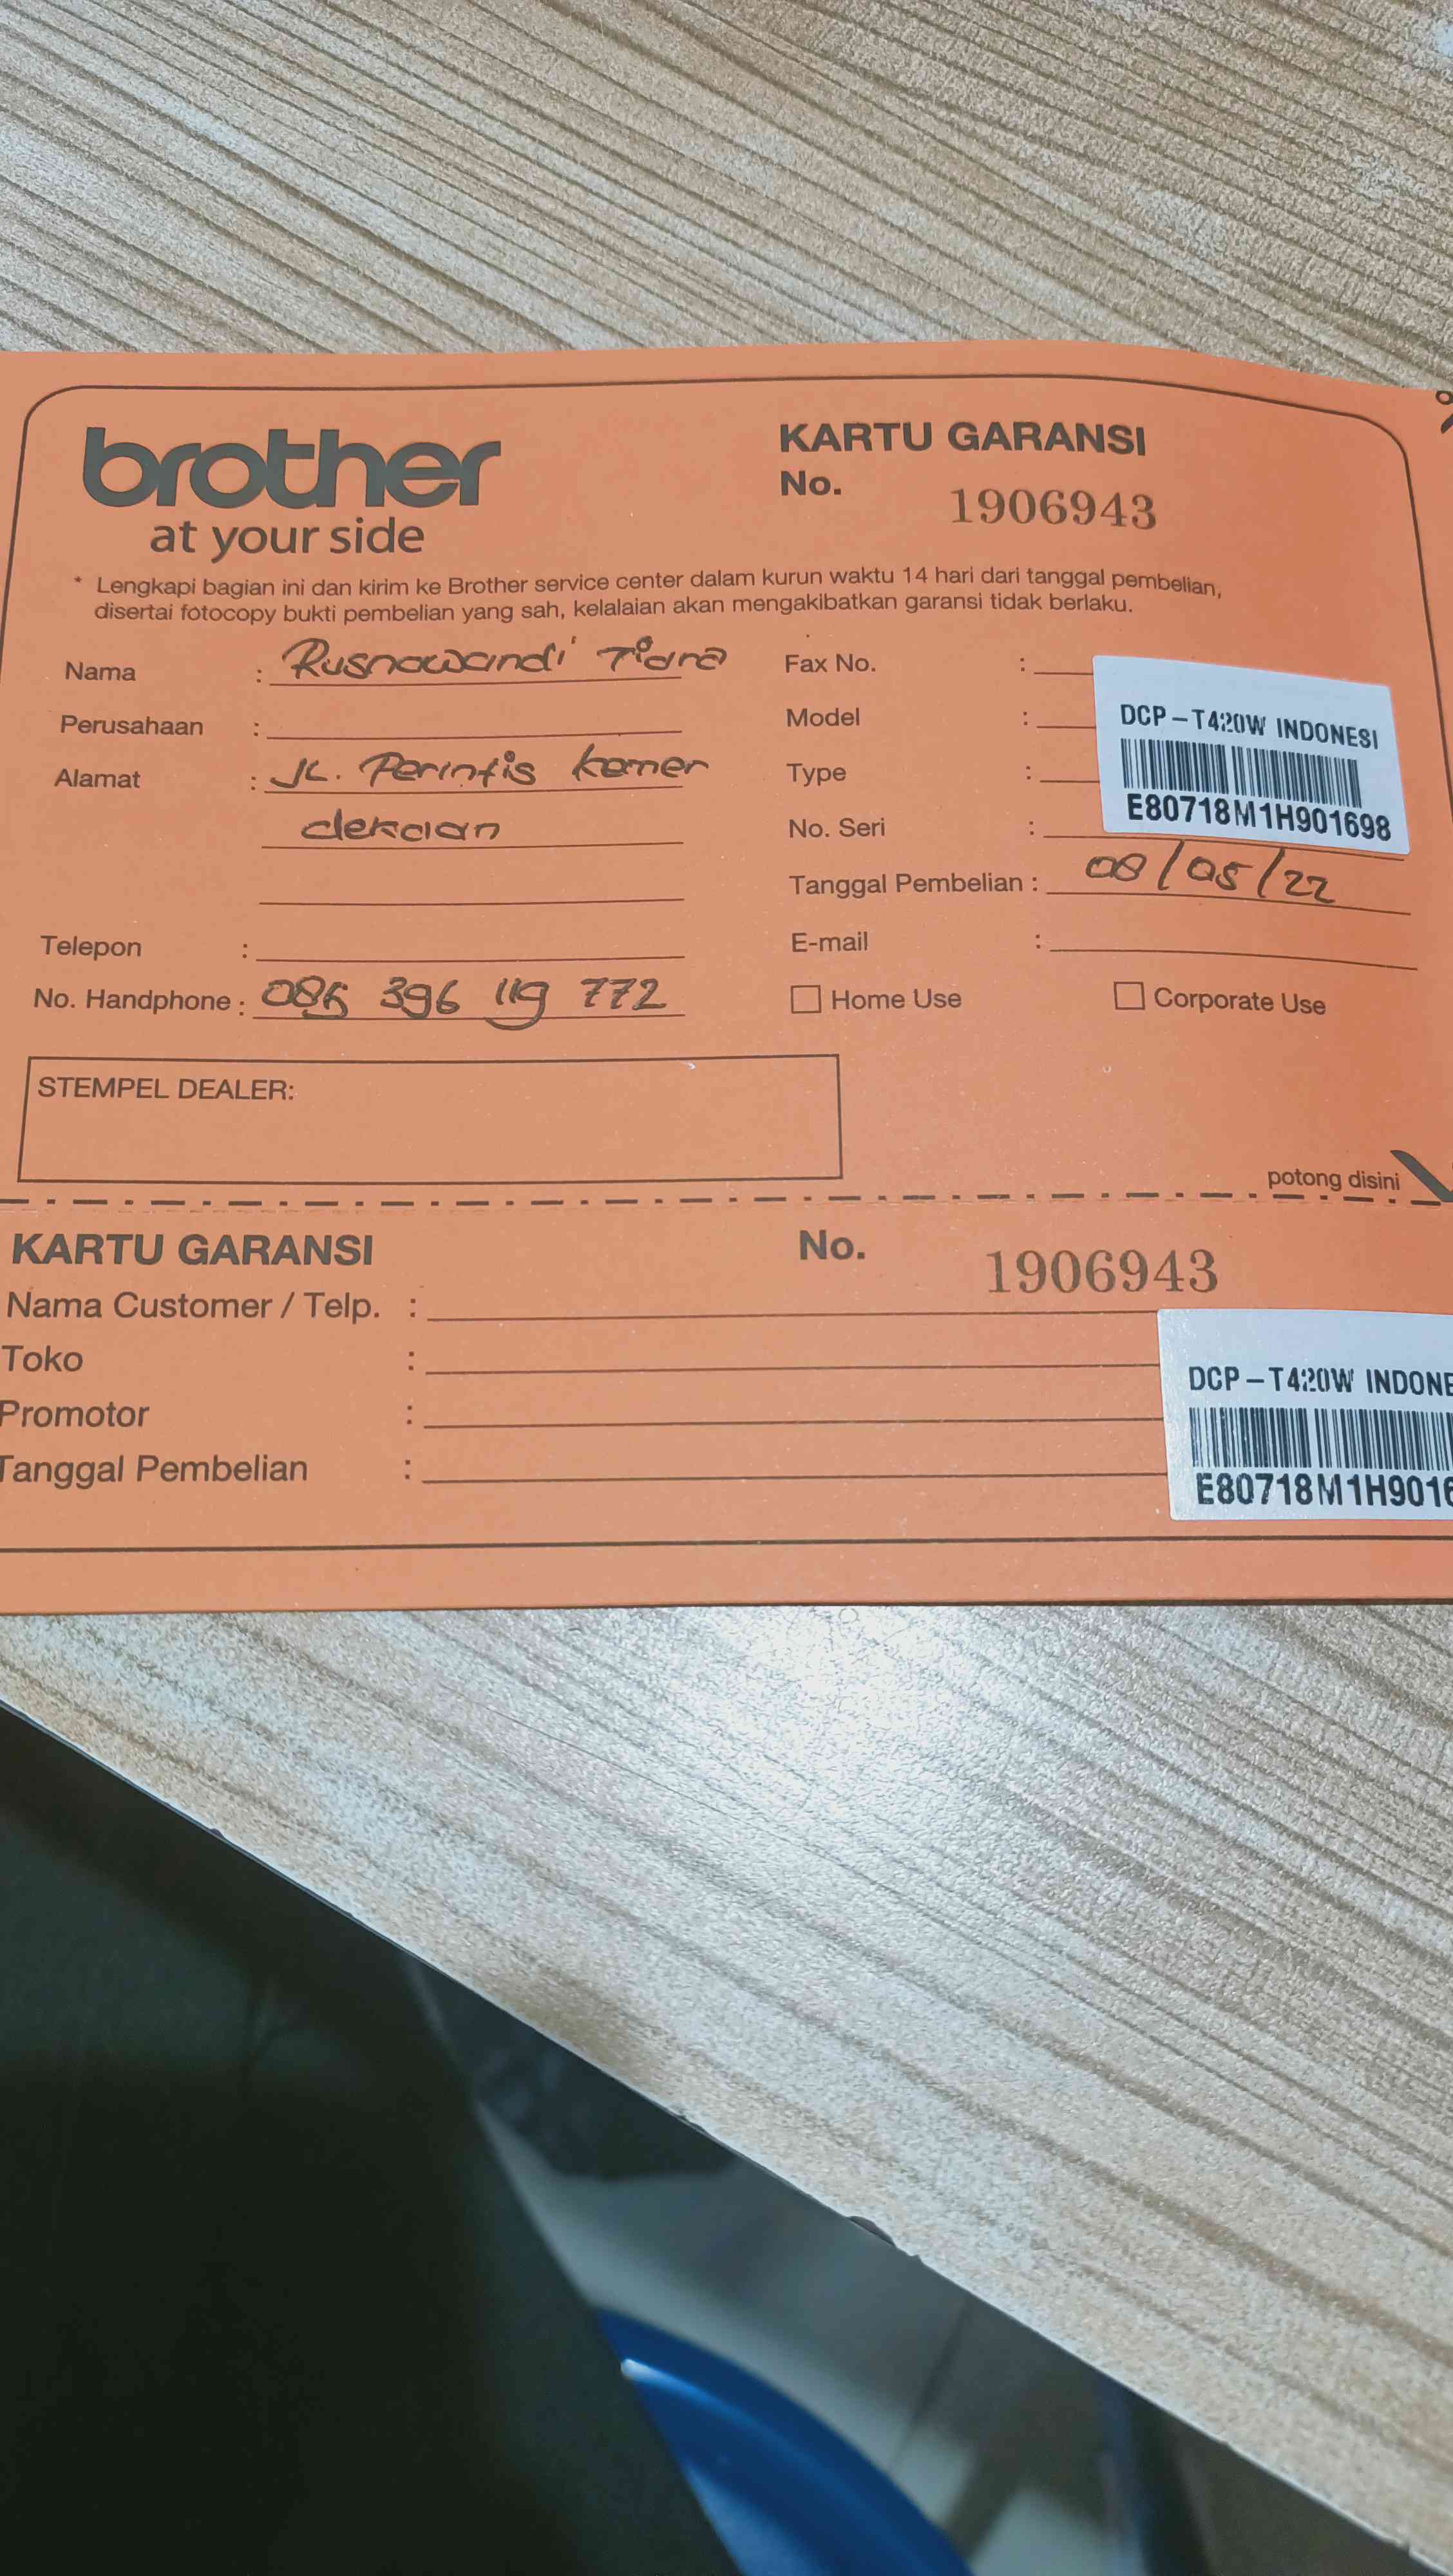 brother
at your side
KARTU GARANSI
No. 1906943
* Lengkapi bagian ini dan kirim ke Brother service center dalam kurun waktu 14 hari dari tanggal pembelian,
disertai fotocopy bukti pembelian yang sah, kelalaian akan mengakibatkan garansi tidak berlaku.
Nama : Rusnawandi Tiara
Perusahaan :
Alamat : JL. Perintis kemer
dekaan
Telepon :
No. Handphone : 085 396 119 772
Fax No. :
Model :
Type :
No. Seri :
DCP-T420W INDONESI
E80718M1H901698
Tanggal Pembelian : 08/05/22
E-mail :
Home Use
Corporate Use
STEMPEL DEALER:
potong disini
KARTU GARANSI
No. 1906943
Nama Customer / Telp. :
Toko :
Promotor :
Tanggal Pembelian :
DCP-T420W INDONE
E80718M1H9016